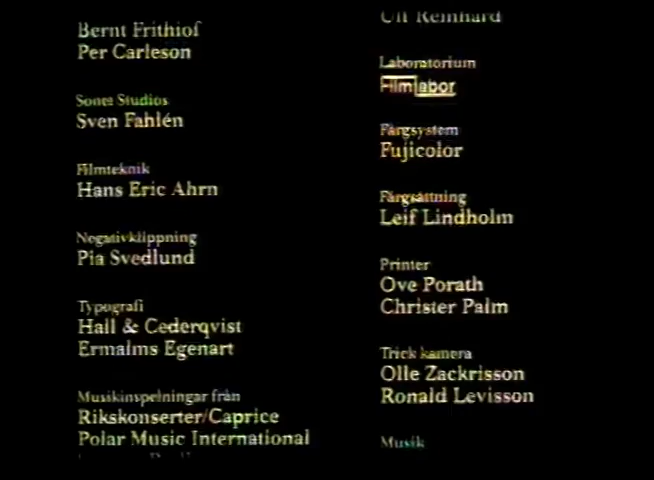 Bernt Frithiof
Per Carleson
Sonet Studios
Sven Fahlén
Filmteknik
Hans Eric Ahrn
Negativklippning
Pia Svedlund
Typografi
Hall & Cederqvist
Ermalms Egenart
Musikinspelningar från
Rikskonserter/Caprice
Polar Music International
Ulf Reinhard
Laboratorium
Filmlabor
Färgsystem
Fujicolor
Färgsättning
Leif Lindholm
Printer
Ove Porath
Christer Palm
Trick kamera
Olle Zackrisson
Ronald Levisson
Musik